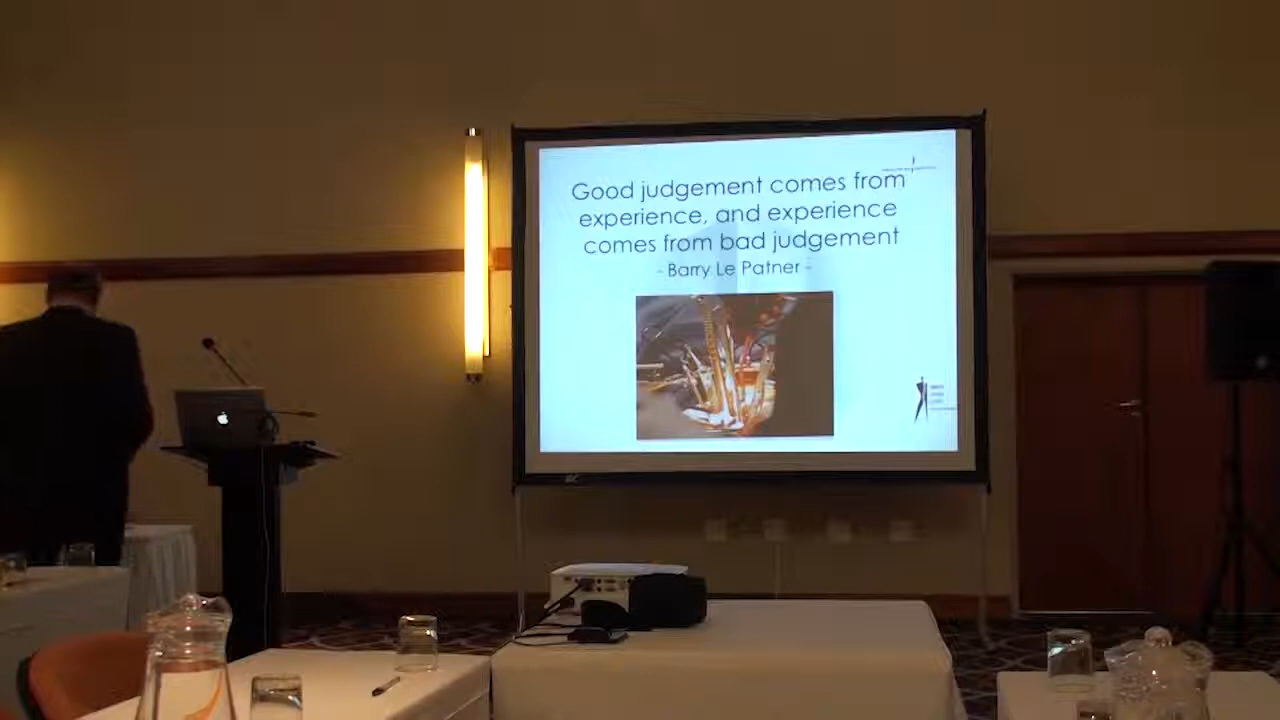 Good judgement comes from
experience, and experience
comes from bad judgement
- Barry Le Patner -